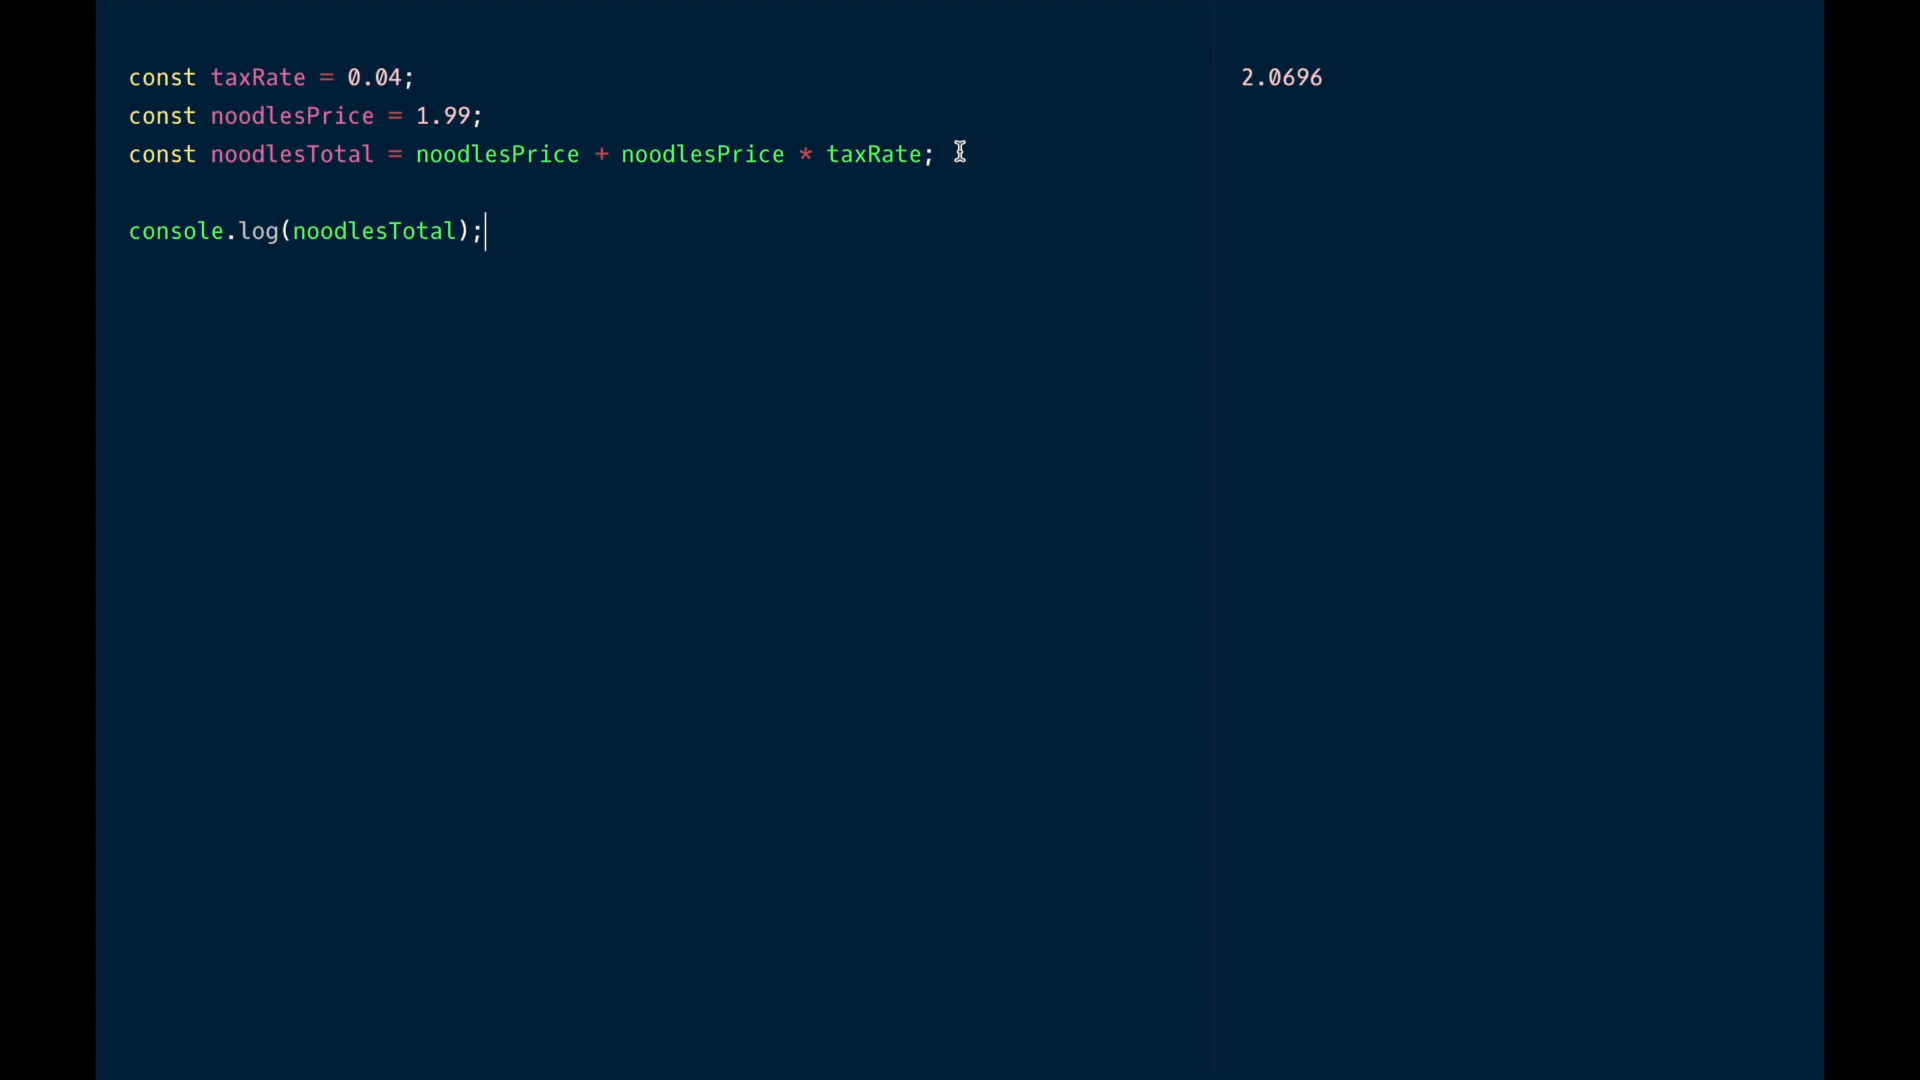 const taxRate = 0.04;
const noodlesPrice = 1.99;
const noodlesTotal = noodlesPrice + noodlesPrice * taxRate;
console.log(noodlesTotal);
2.0696